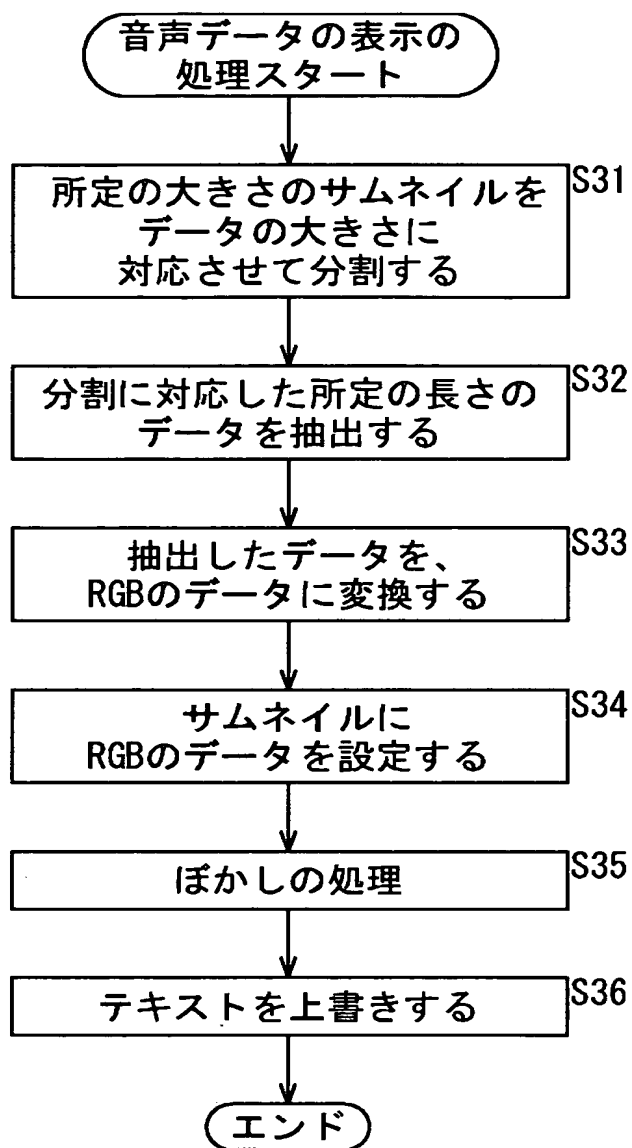 音声データの表示の
処理スタート
S31
所定の大きさのサムネイルを
データの大きさに
対応させて分割する
S32
分割に対応した所定の長さの
データを抽出する
S33
抽出したデータを、
RGBのデータに変換する
S34
サムネイルに
RGBのデータを設定する
S35
ぼかしの処理
S36
テキストを上書きする
エンド